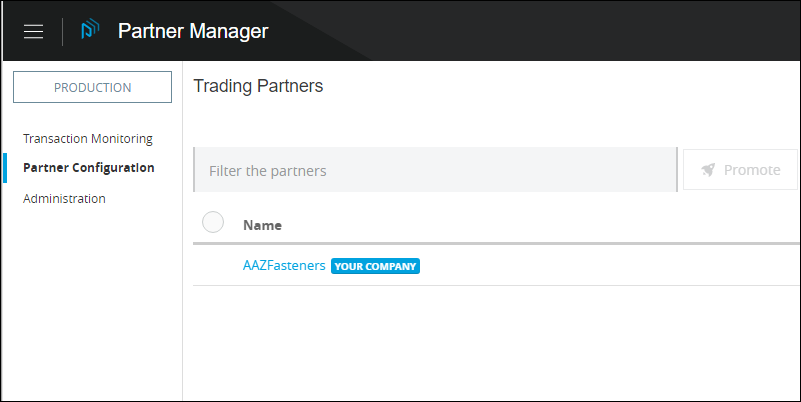 Partner Manager
PRODUCTION
Transaction Monitoring
Partner Configuration
Administration
Trading Partners
Filter the partners
Promote
Name
AAZFasteners YOUR COMPANY